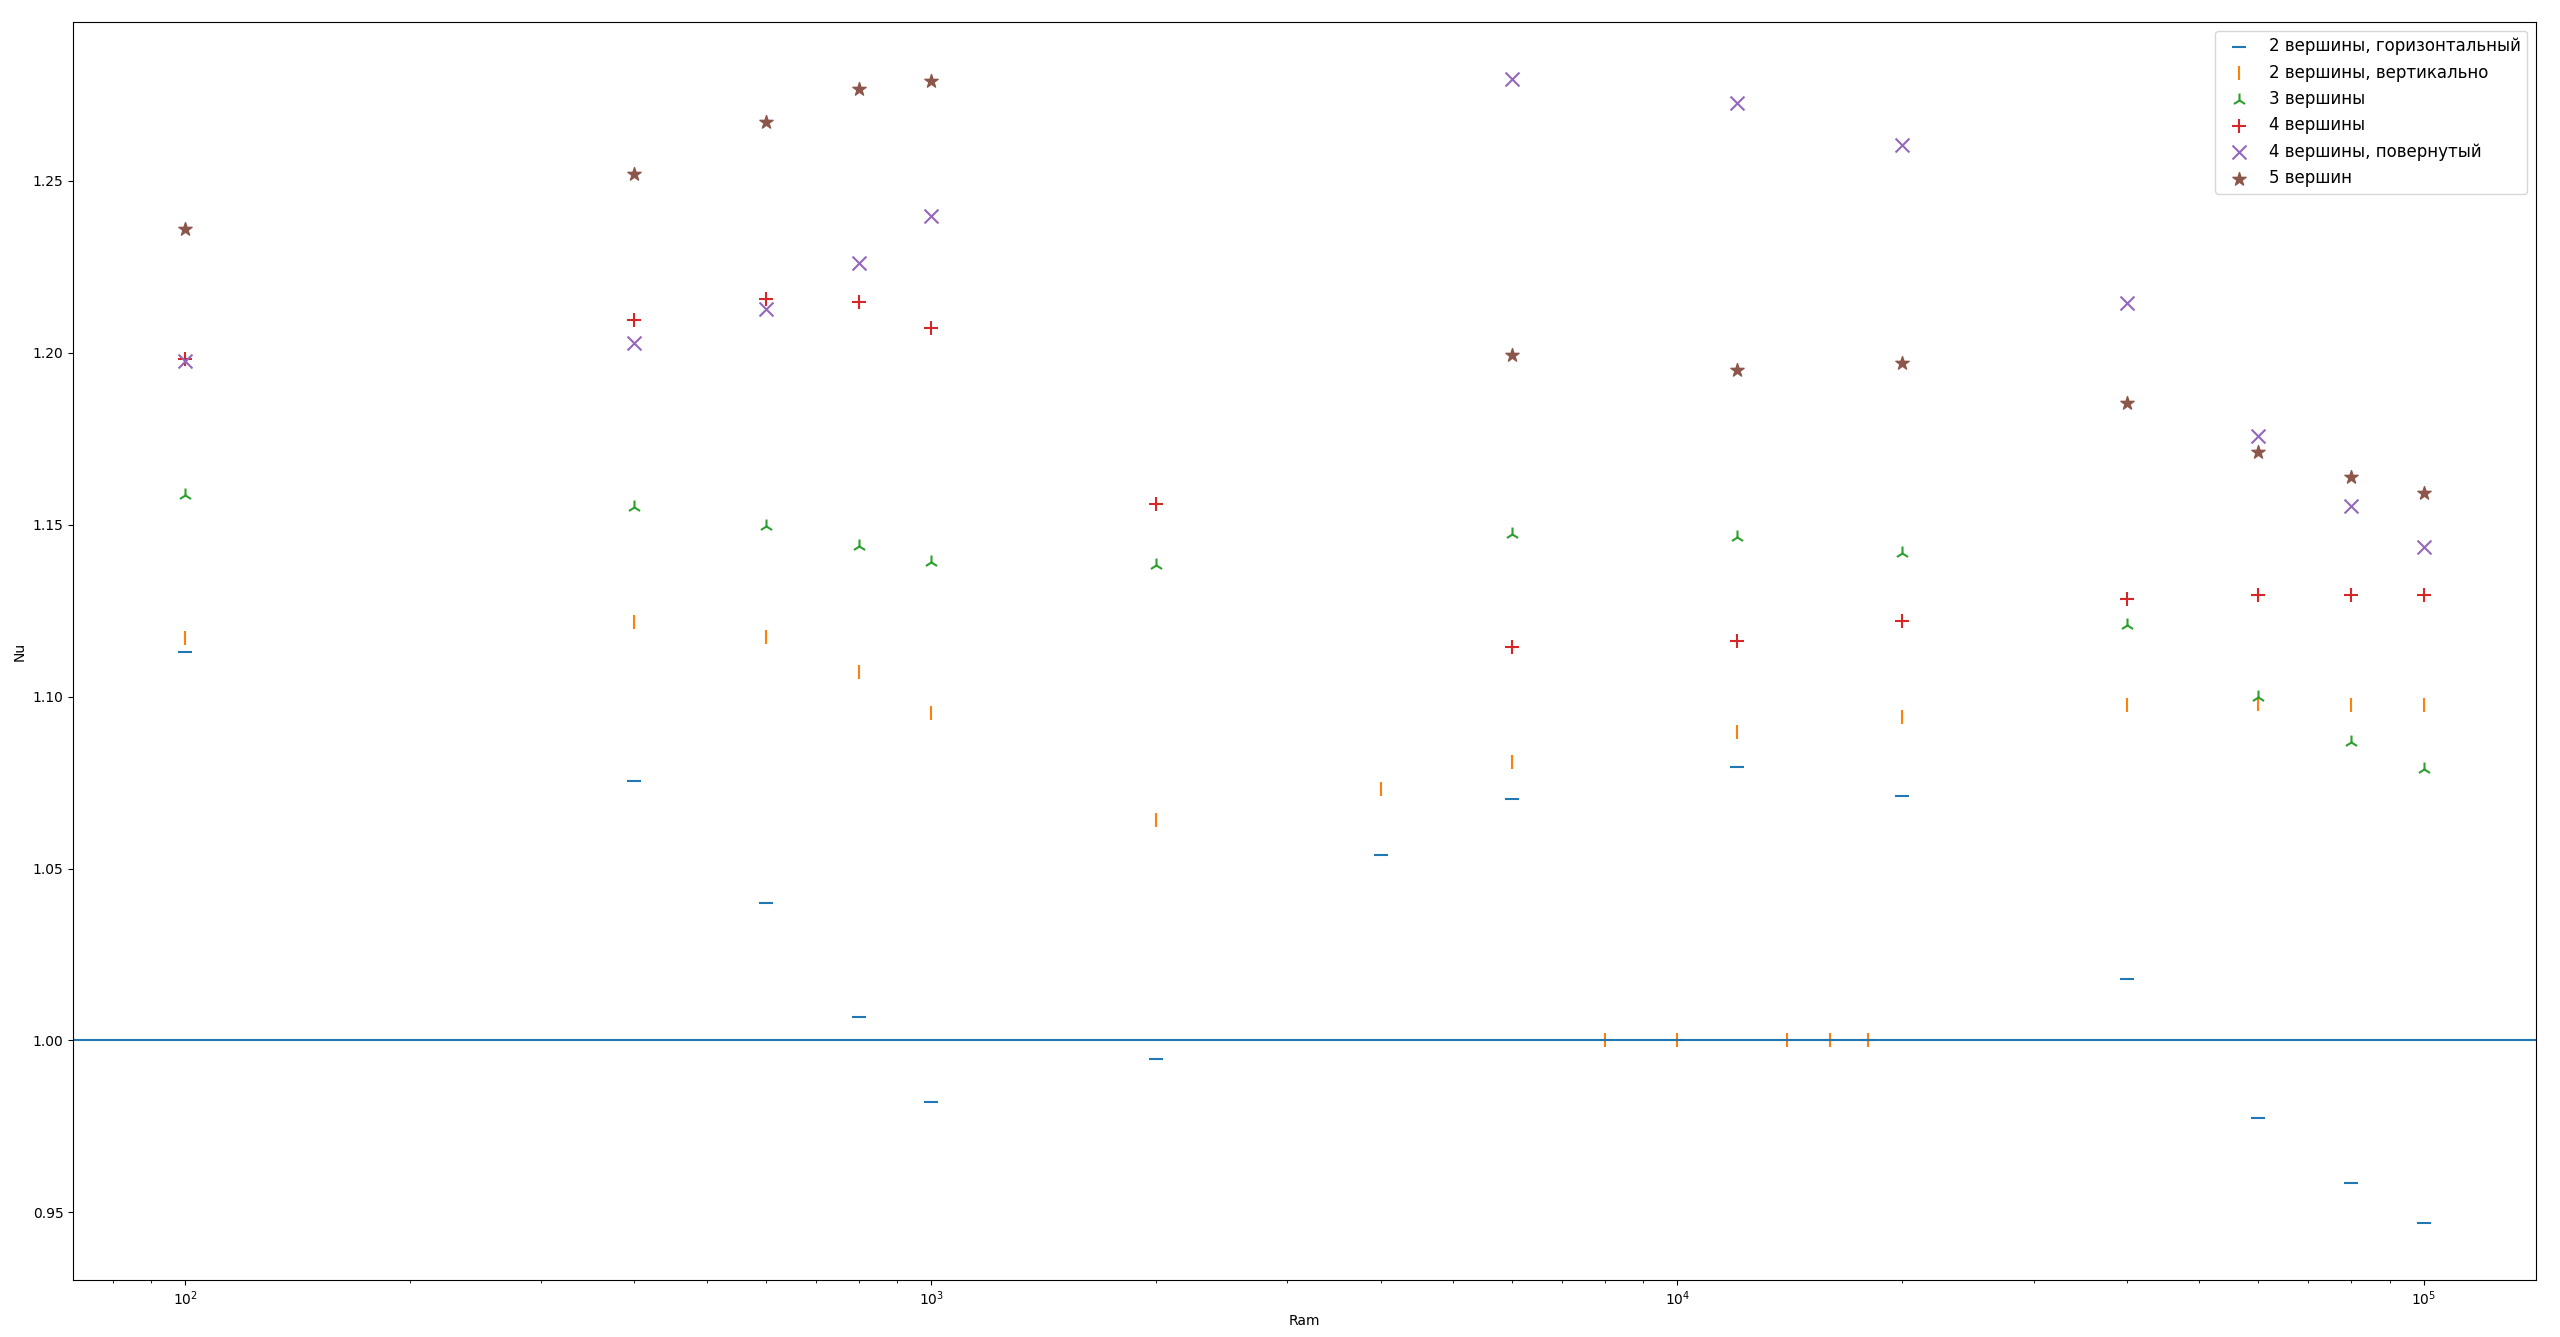 2 вершины, горизонтальный
2 вершины, вертикально
3 вершины
4 вершины
4 вершины, повернутый
5 вершин
1.25
1.20
1.15
1.10
1.05
1.00
0.95
Nu
10² 10³ 10⁴ 10⁵
Ram